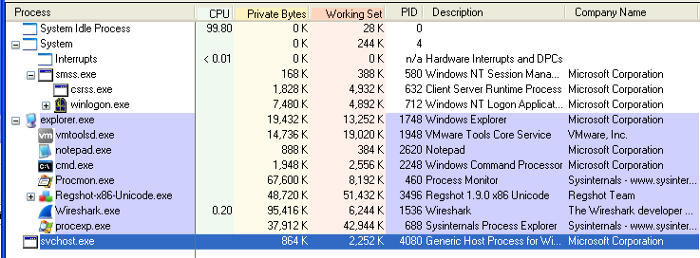 Process CPU Private Bytes Working Set PID Description Company Name
System Idle Process 99.80 0 K 28 K 0
System 0 K 244 K 4
Interrupts < 0.01 0 K 0 K n/a Hardware Interrupts and DPCs
smss.exe 168 K 388 K 580 Windows NT Session Mana... Microsoft Corporation
csrss.exe 1,828 K 4,932 K 632 Client Server Runtime Process Microsoft Corporation
winlogon.exe 7,480 K 4,892 K 712 Windows NT Logon Applicat... Microsoft Corporation
explorer.exe 19,432 K 13,252 K 1748 Windows Explorer Microsoft Corporation
vm vmtoolsd.exe 14,736 K 19,020 K 1948 VMware Tools Core Service VMware, Inc.
notepad.exe 888 K 384 K 2620 Notepad Microsoft Corporation
cmd.exe 1,948 K 2,556 K 2248 Windows Command Processor Microsoft Corporation
Procmon.exe 67,600 K 8,192 K 460 Process Monitor Sysinternals - www.sysinter...
Regshot-x86-Unicode.exe 48,720 K 51,432 K 3496 Regshot 1.9.0 x86 Unicode Regshot Team
Wireshark.exe 0.20 95,416 K 6,244 K 1536 Wireshark The Wireshark developer ...
procexp.exe 37,912 K 42,944 K 688 Sysinternals Process Explorer Sysinternals - www.sysinter...
svchost.exe 864 K 2,252 K 4080 Generic Host Process for Wi... Microsoft Corporation